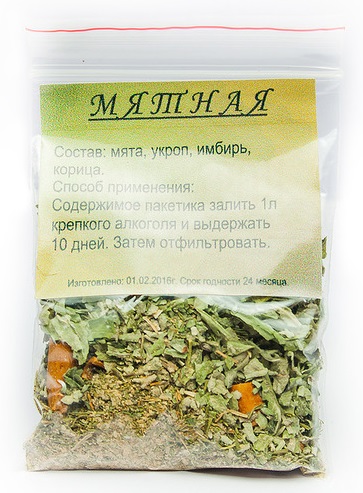 МЯТНАЯ
Состав: мята, укроп, имбирь,
корица.
Способ применения:
Содержимое пакетика залить 1л
крепкого алкоголя и выдержать
10 дней. Затем отфильтровать.
Изготовлено: 01.02.2016г. Срок годности 24 месяца.